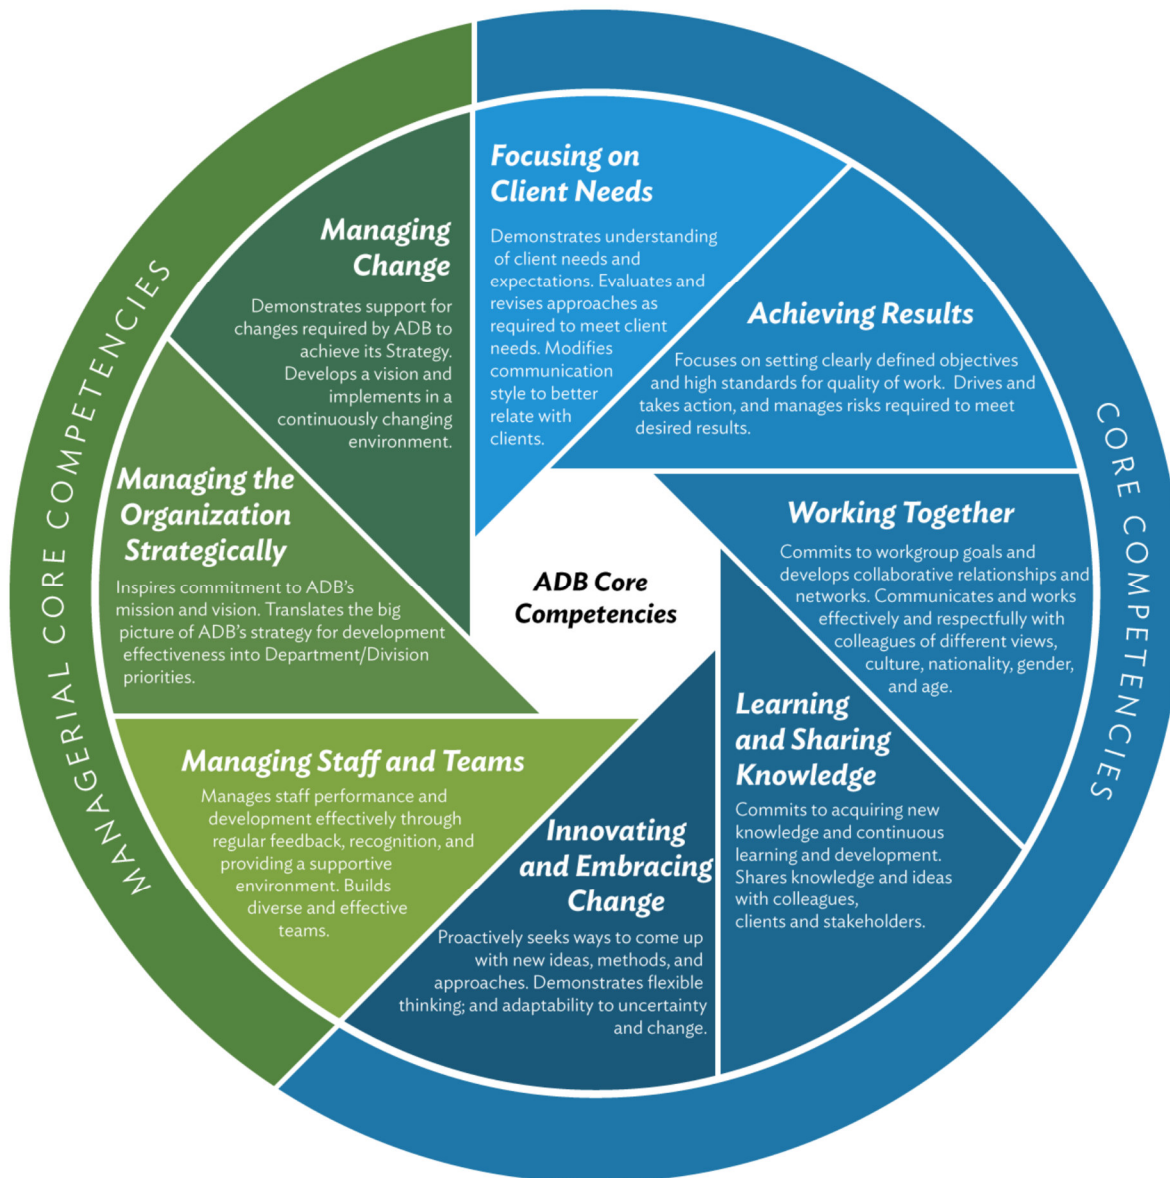 ADB Core
Competencies
CORE COMPETENCIES
Focusing on
Client Needs
Demonstrates understanding
of client needs and
expectations. Evaluates and
revises approaches as
required to meet client
needs. Modifies
communication
style to better
relate with
clients.
Achieving Results
Focuses on setting clearly defined objectives
and high standards for quality of work. Drives and
takes action, and manages risks required to meet
desired results.
Working Together
Commits to workgroup goals and
develops collaborative relationships and
networks. Communicates and works
effectively and respectfully with
colleagues of different views,
culture, nationality, gender,
and age.
Learning
and Sharing
Knowledge
Commits to acquiring new
knowledge and continuous
learning and development.
Shares knowledge and ideas
with colleagues,
clients and stakeholders.
Innovating
and Embracing
Change
Proactively seeks ways to come up
with new ideas, methods, and
approaches. Demonstrates flexible
thinking; and adaptability to uncertainty
and change.
MANAGERIAL CORE COMPETENCIES
Managing Staff and Teams
Manages staff performance and
development effectively through
regular feedback, recognition, and
providing a supportive
environment. Builds
diverse and effective
teams.
Managing the
Organization
Strategically
Inspires commitment to ADB's
mission and vision. Translates the big
picture of ADB's strategy for development
effectiveness into Department/Division
priorities.
Managing
Change
Demonstrates support for
changes required by ADB to
achieve its Strategy.
Develops a vision and
implements in a
continuously changing
environment.